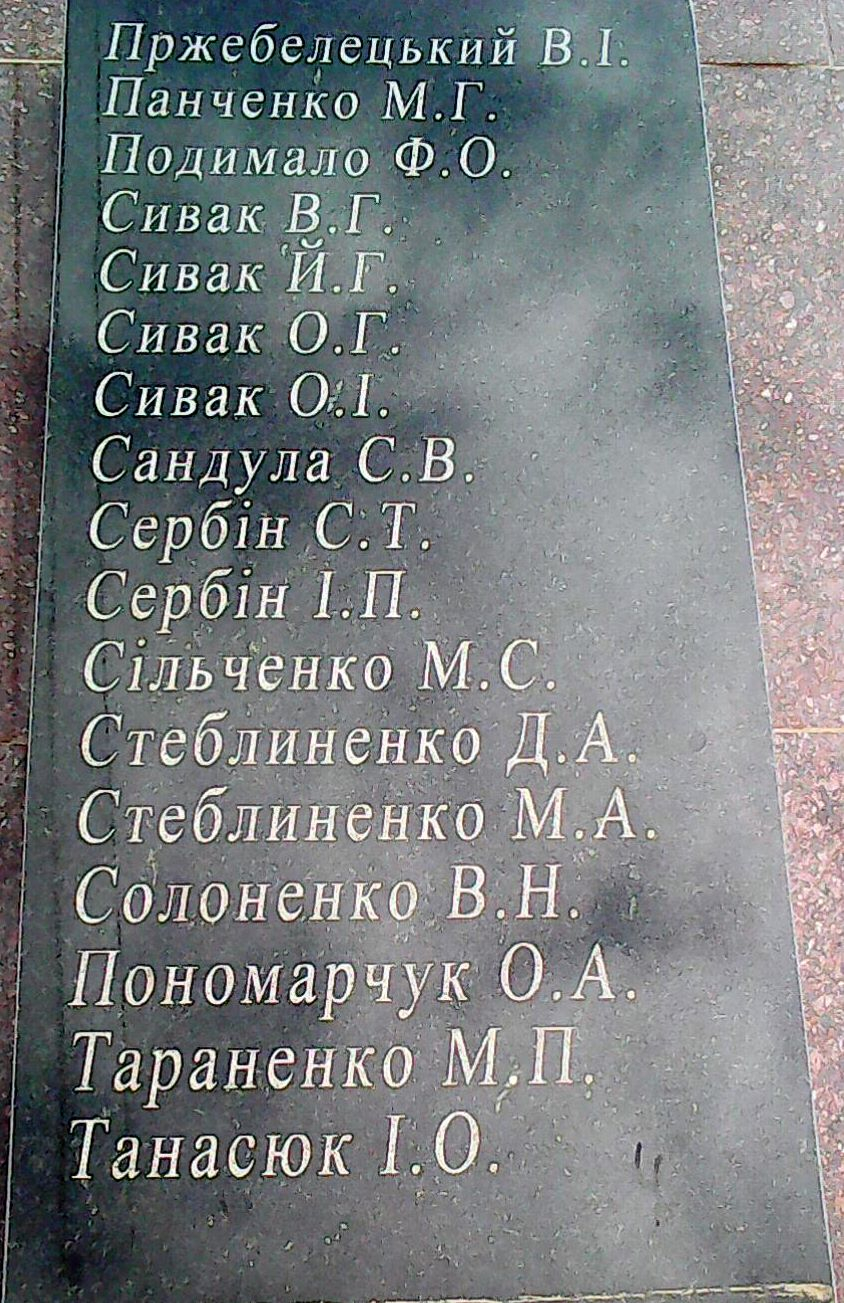 Пржебелецький В.І.
Панченко М.Г.
Подимало Ф.О.
Сивак В.Г.
Сивак Й.Г.
Сивак О.Г.
Сивак О.І.
Сандула С.В.
Сербін С.Т.
Сербін І.П.
Сільченко М.С.
Стеблиненко Д.А.
Стеблиненко М.А.
Солоненко В.Н.
Пономарчук О.А.
Тараненко М.П.
Танасюк І.О.